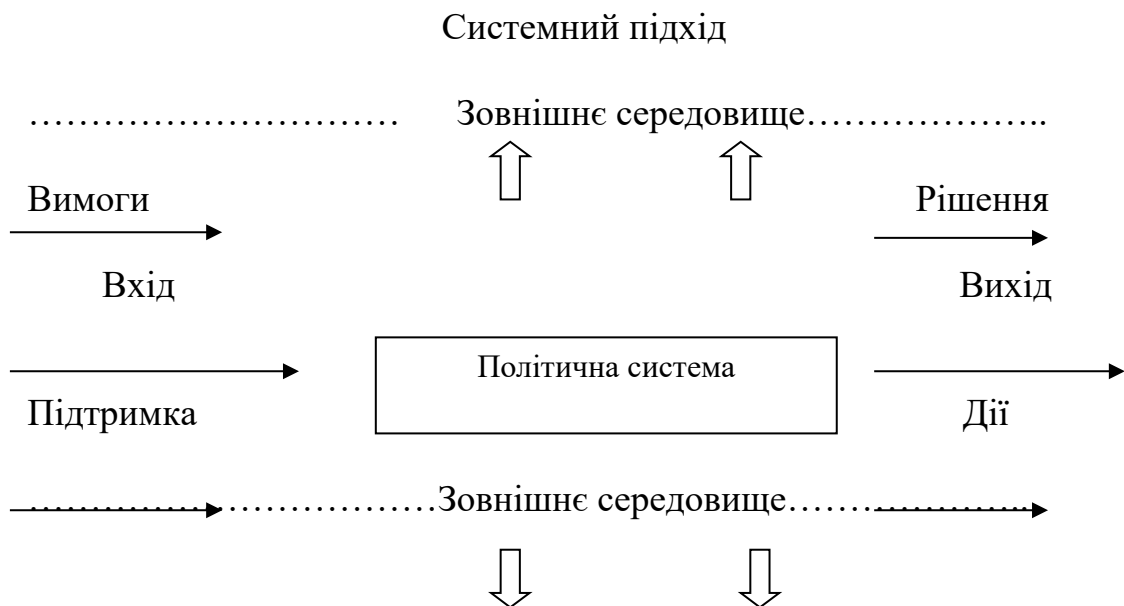 Системний підхід
…………………………  Зовнішнє середовище………………..
Вимоги Рішення
Вхід Вихід
Політична система
Підтримка Дії
……………………………Зовнішнє середовище………………..